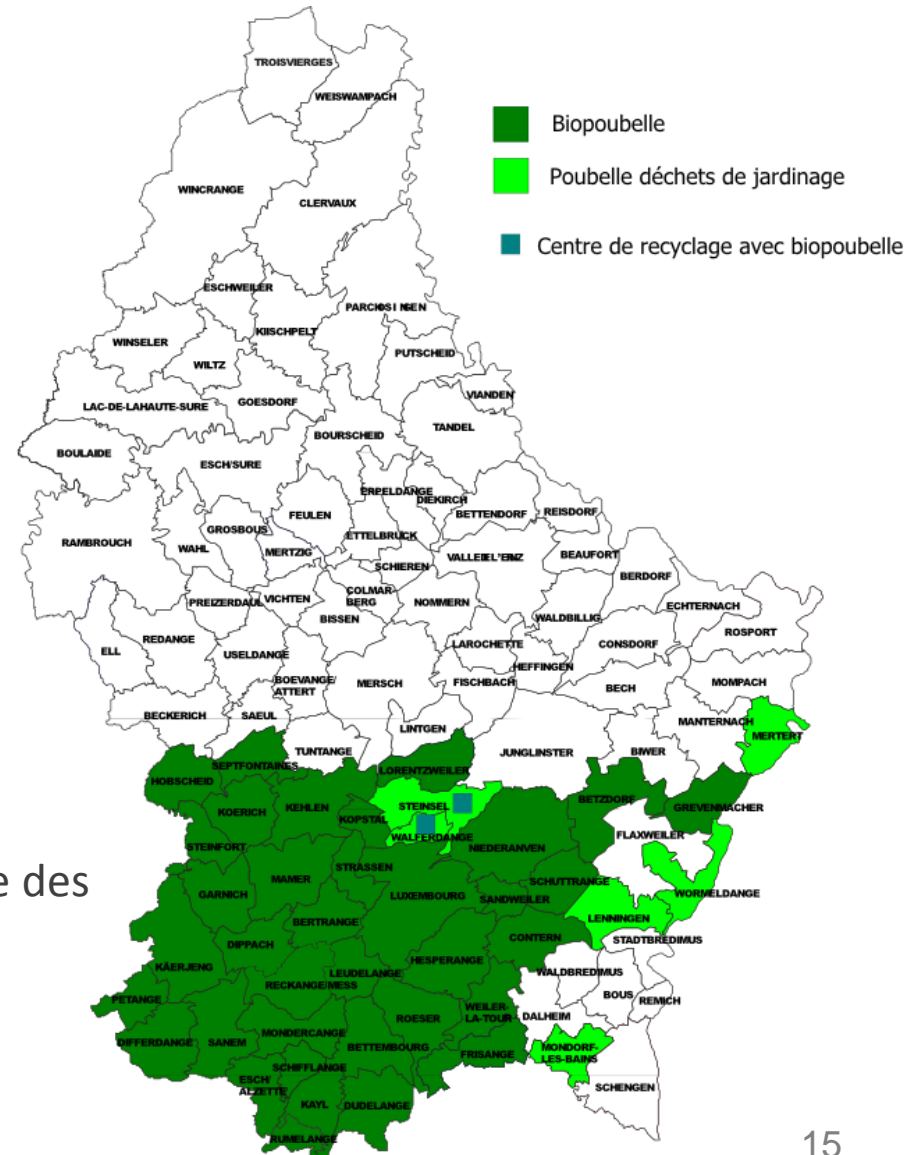 TROISVIERGES
WEISWAMPACH
Biopoubelle
Poubelle déchets de jardinage
WINCRANGE
CLERVAUX
Centre de recyclage avec biopoubelle
ESCHWEILER
WINSELER
KIISCHPELT
PUTSCHEID
WILTZ
VIANDEN
LAC-DE-LAHAUTE-SURE
GOESDORF
TANDEL
BOURSCHEID
BOULAIDE
ESCH/SURE
ERPELDANGE
DIEKIRCH
FEULEN
BETTENDORF
REISDORF
RAMBROUCH
WAHL
GROSBOUS
ETTELBRUCK
MERTZIG
BEAUFORT
SCHIEREN
BERDORF
PREIZERDAUL
VICHTEN
COLMAR
BERG
NOMMERN
ECHTERNACH
BISSEN
WALDBILLIG
ROSPORT
ELL
REDANGE
USELDANGE
LAROCHETTE
CONSDORF
HEFFINGEN
BOEVANGE/
ATTERT
MERSCH
FISCHBACH
BECH
MOMPACH
BECKERICH
SAEUL
LINTGEN
MANTERNACH
MERTERT
TUNTANGE
JUNGLINSTER
BIWER
SEPTFONTAINES
LORENTZWEILER
HOBSCHEID
KOERICH
KEHLEN
STEINSEL
BETZDORF
GREVENMACHER
KOPSTAL
WALFERDANGE
FLAXWEILER
STEINFORT
NIEDERANVEN
STRASSEN
SCHUTTRANGE
MAMER
e des
GARNICH
LUXEMBOURG
SANDWEILER
WORMELDANGE
BERTRANGE
LENNINGEN
CONTERN
STADTBREDIMUS
DIPPACH
HESPERANGE
KÄERJENG
LEUDELANGE
WALDBREDIMUS
RECKANGE/MESS
BOUS
REMICH
PETANGE
ROESER
WEILER-
LA-TOUR
DALHEIM
DIFFERDANGE
SANEM
MONDERCANGE
BETTEMBOURG
FRISANGE
MONDORF-
LES-BAINS
SCHIFFLANGE
ESCH/
ALZETTE
SCHENGEN
KAYL
DUDELANGE
RUMELANGE
15